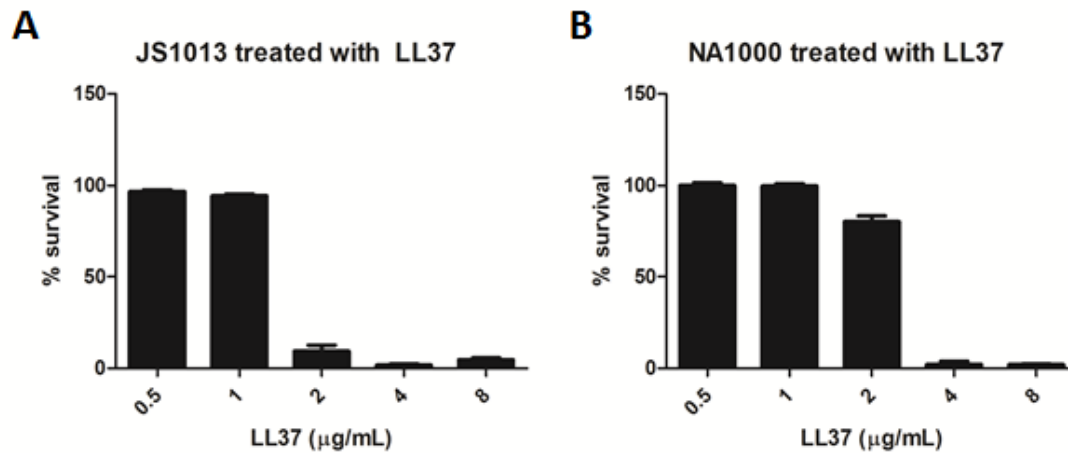 A
JS1013 treated with LL37
150
100
50
0
% survival
0.5 1 2 4 8
LL37 (μg/mL)
B
NA1000 treated with LL37
150
100
50
0
% survival
0.5 1 2 4 8
LL37 (μg/mL)